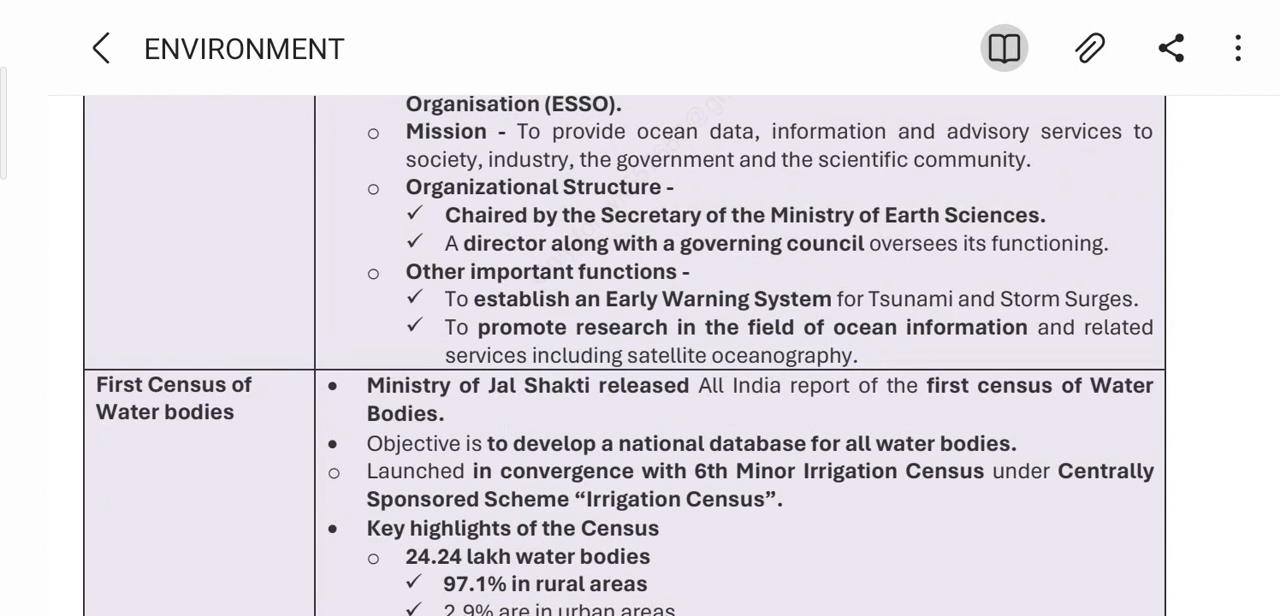 ENVIRONMENT
Organisation (ESSO).
o Mission - To provide ocean data, information and advisory services to
society, industry, the government and the scientific community.
o Organizational Structure -
✓ Chaired by the Secretary of the Ministry of Earth Sciences.
✓ A director along with a governing council oversees its functioning.
o Other important functions -
✓ To establish an Early Warning System for Tsunami and Storm Surges.
✓ To promote research in the field of ocean information and related
services including satellite oceanography.
First Census of
Water bodies
• Ministry of Jal Shakti released All India report of the first census of Water
Bodies.
• Objective is to develop a national database for all water bodies.
o Launched in convergence with 6th Minor Irrigation Census under Centrally
Sponsored Scheme “Irrigation Census”.
• Key highlights of the Census
o 24.24 lakh water bodies
✓ 97.1% in rural areas
✓ 2.9% are in urban areas